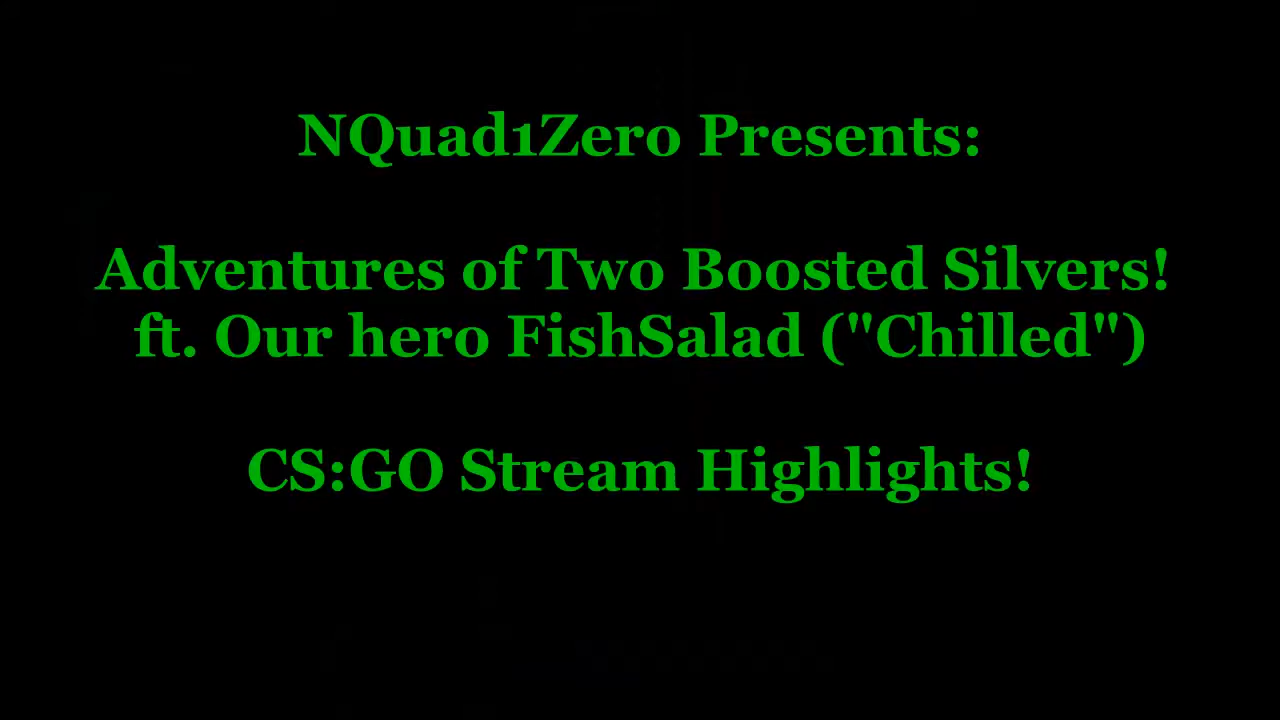 NQuad1Zero Presents:
Adventures of Two Boosted Silvers!
ft. Our hero FishSalad ("Chilled")
CS:GO Stream Highlights!